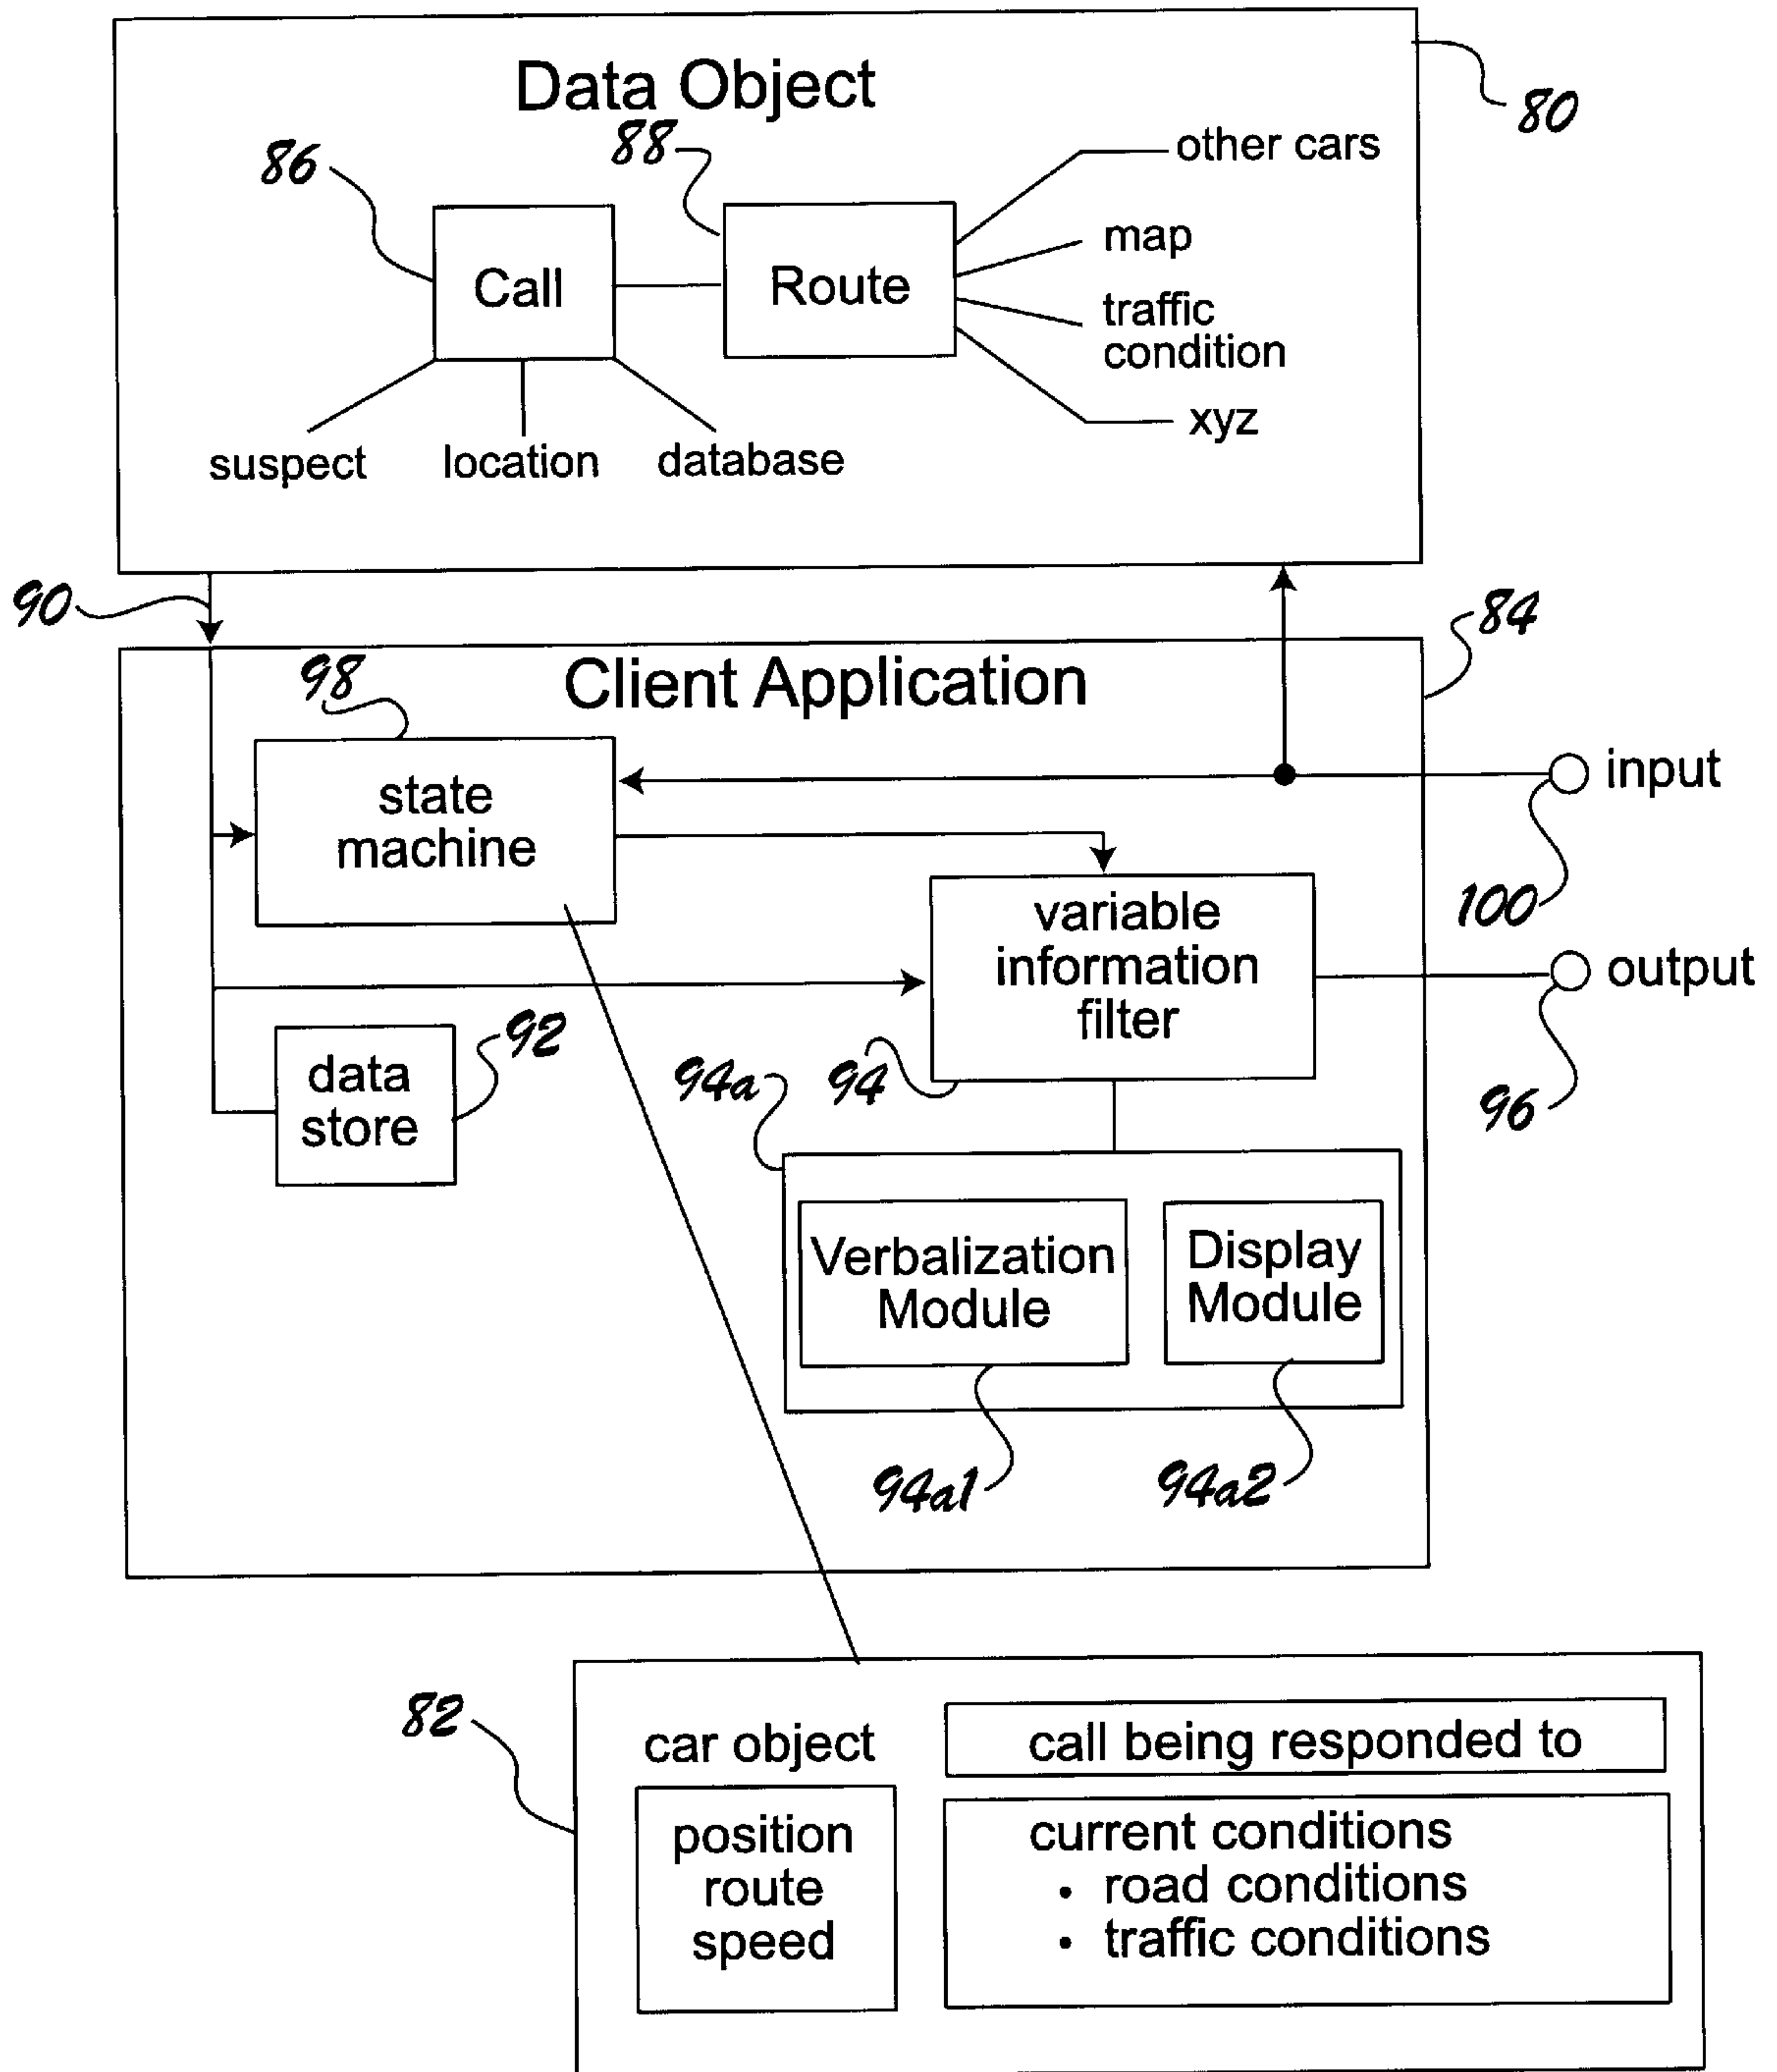 Data Object
80
86
88
other cars
map
Call
Route
traffic
condition
xyz
suspect
location
database
90
84
Client Application
98
state
machine
input
100
variable
information
filter
output
96
data
store
92
94a
94
Verbalization
Module
Display
Module
94a1
94a2
82
car object
call being responded to
position
route
speed
current conditions
• road conditions
• traffic conditions